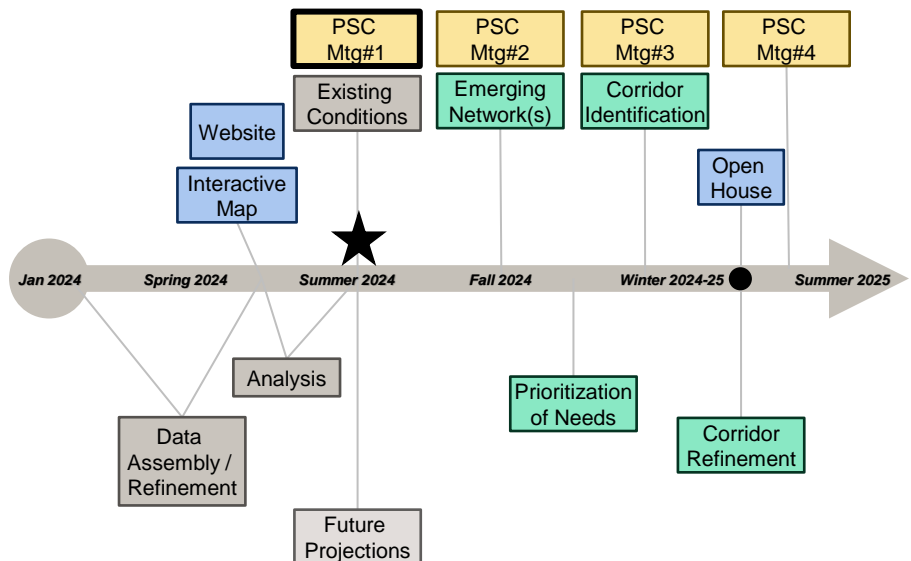 PSC
Mtg#1
PSC
Mtg#2
PSC
Mtg#3
PSC
Mtg#4
Existing
Conditions
Emerging
Network(s)
Corridor
Identification
Website
Interactive
Map
Open
House
Jan 2024
Spring 2024
Summer 2024
Fall 2024
Winter 2024-25
Summer 2025
Analysis
Prioritization
of Needs
Data
Assembly /
Refinement
Corridor
Refinement
Future
Projections